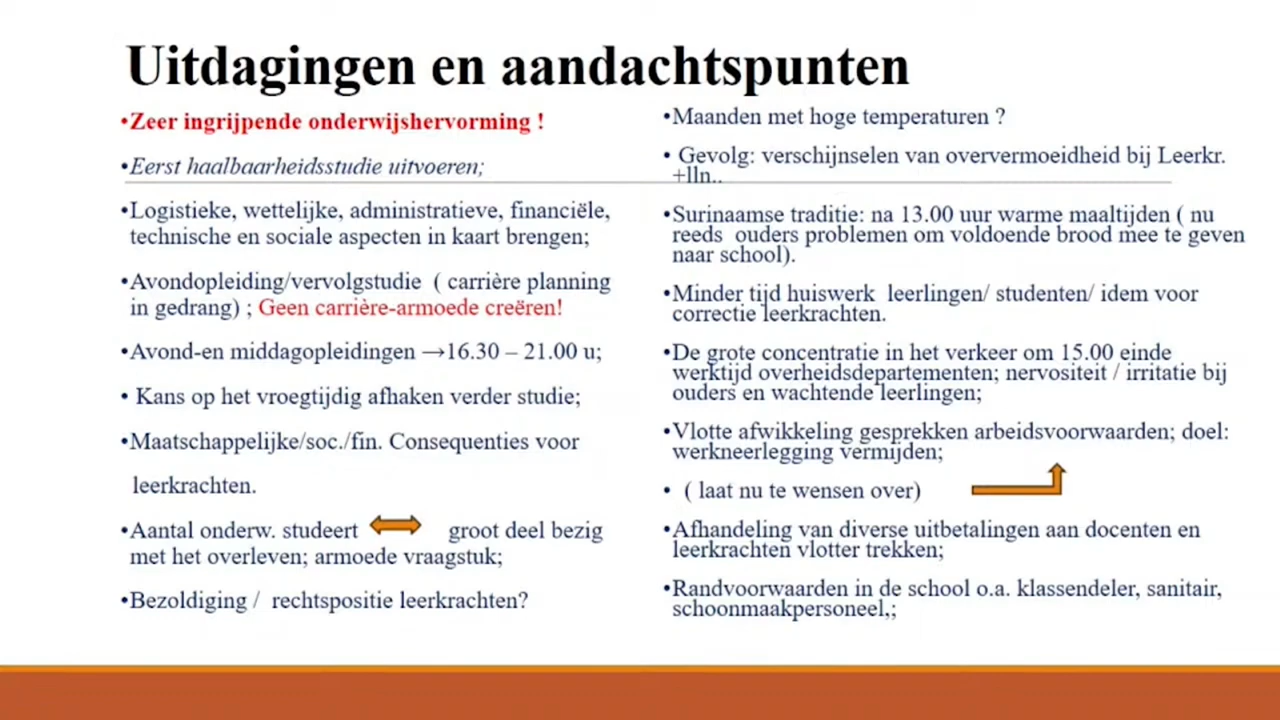 Uitdagingen en aandachtspunten
•Zeer ingrijpende onderwijshervorming !
•Eerst haalbaarheidsstudie uitvoeren;
•Logistieke, wettelijke, administratieve, financiële,
technische en sociale aspecten in kaart brengen;
•Avondopleiding/vervolgstudie ( carrière planning
in gedrang) ; Geen carrière-armoede creëren!
•Avond-en middagopleidingen →16.30 – 21.00 u;
• Kans op het vroegtijdig afhaken verder studie;
•Maatschappelijke/soc./fin. Consequenties voor
leerkrachten.
•Aantal onderw. studeert groot deel bezig
met het overleven; armoede vraagstuk;
•Bezoldiging / rechtspositie leerkrachten?
•Maanden met hoge temperaturen ?
• Gevolg: verschijnselen van oververmoeidheid bij Leerkr.
+lln..
•Surinaamse traditie: na 13.00 uur warme maaltijden ( nu
reeds ouders problemen om voldoende brood mee te geven
naar school).
•Minder tijd huiswerk leerlingen/ studenten/ idem voor
correctie leerkrachten.
•De grote concentratie in het verkeer om 15.00 einde
werktijd overheidsdepartementen; nervositeit / irritatie bij
ouders en wachtende leerlingen;
•Vlotte afwikkeling gesprekken arbeidsvoorwaarden; doel:
werkneerlegging vermijden;
• ( laat nu te wensen over)
•Afhandeling van diverse uitbetalingen aan docenten en
leerkrachten vlotter trekken;
•Randvoorwaarden in de school o.a. klassendeler, sanitair,
schoonmaakpersoneel,;